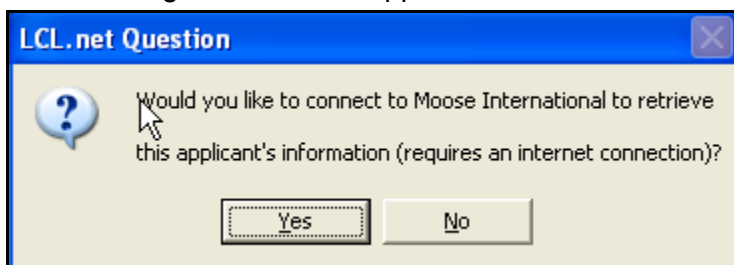 LCL.net Question
Would you like to connect to Moose International to retrieve
this applicant's information (requires an internet connection)?
Yes No